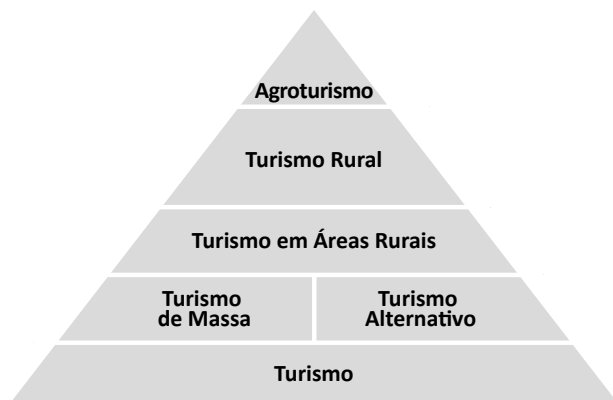 Agroturismo
Turismo Rural
Turismo em Áreas Rurais
Turismo
de Massa
Turismo
Alternativo
Turismo